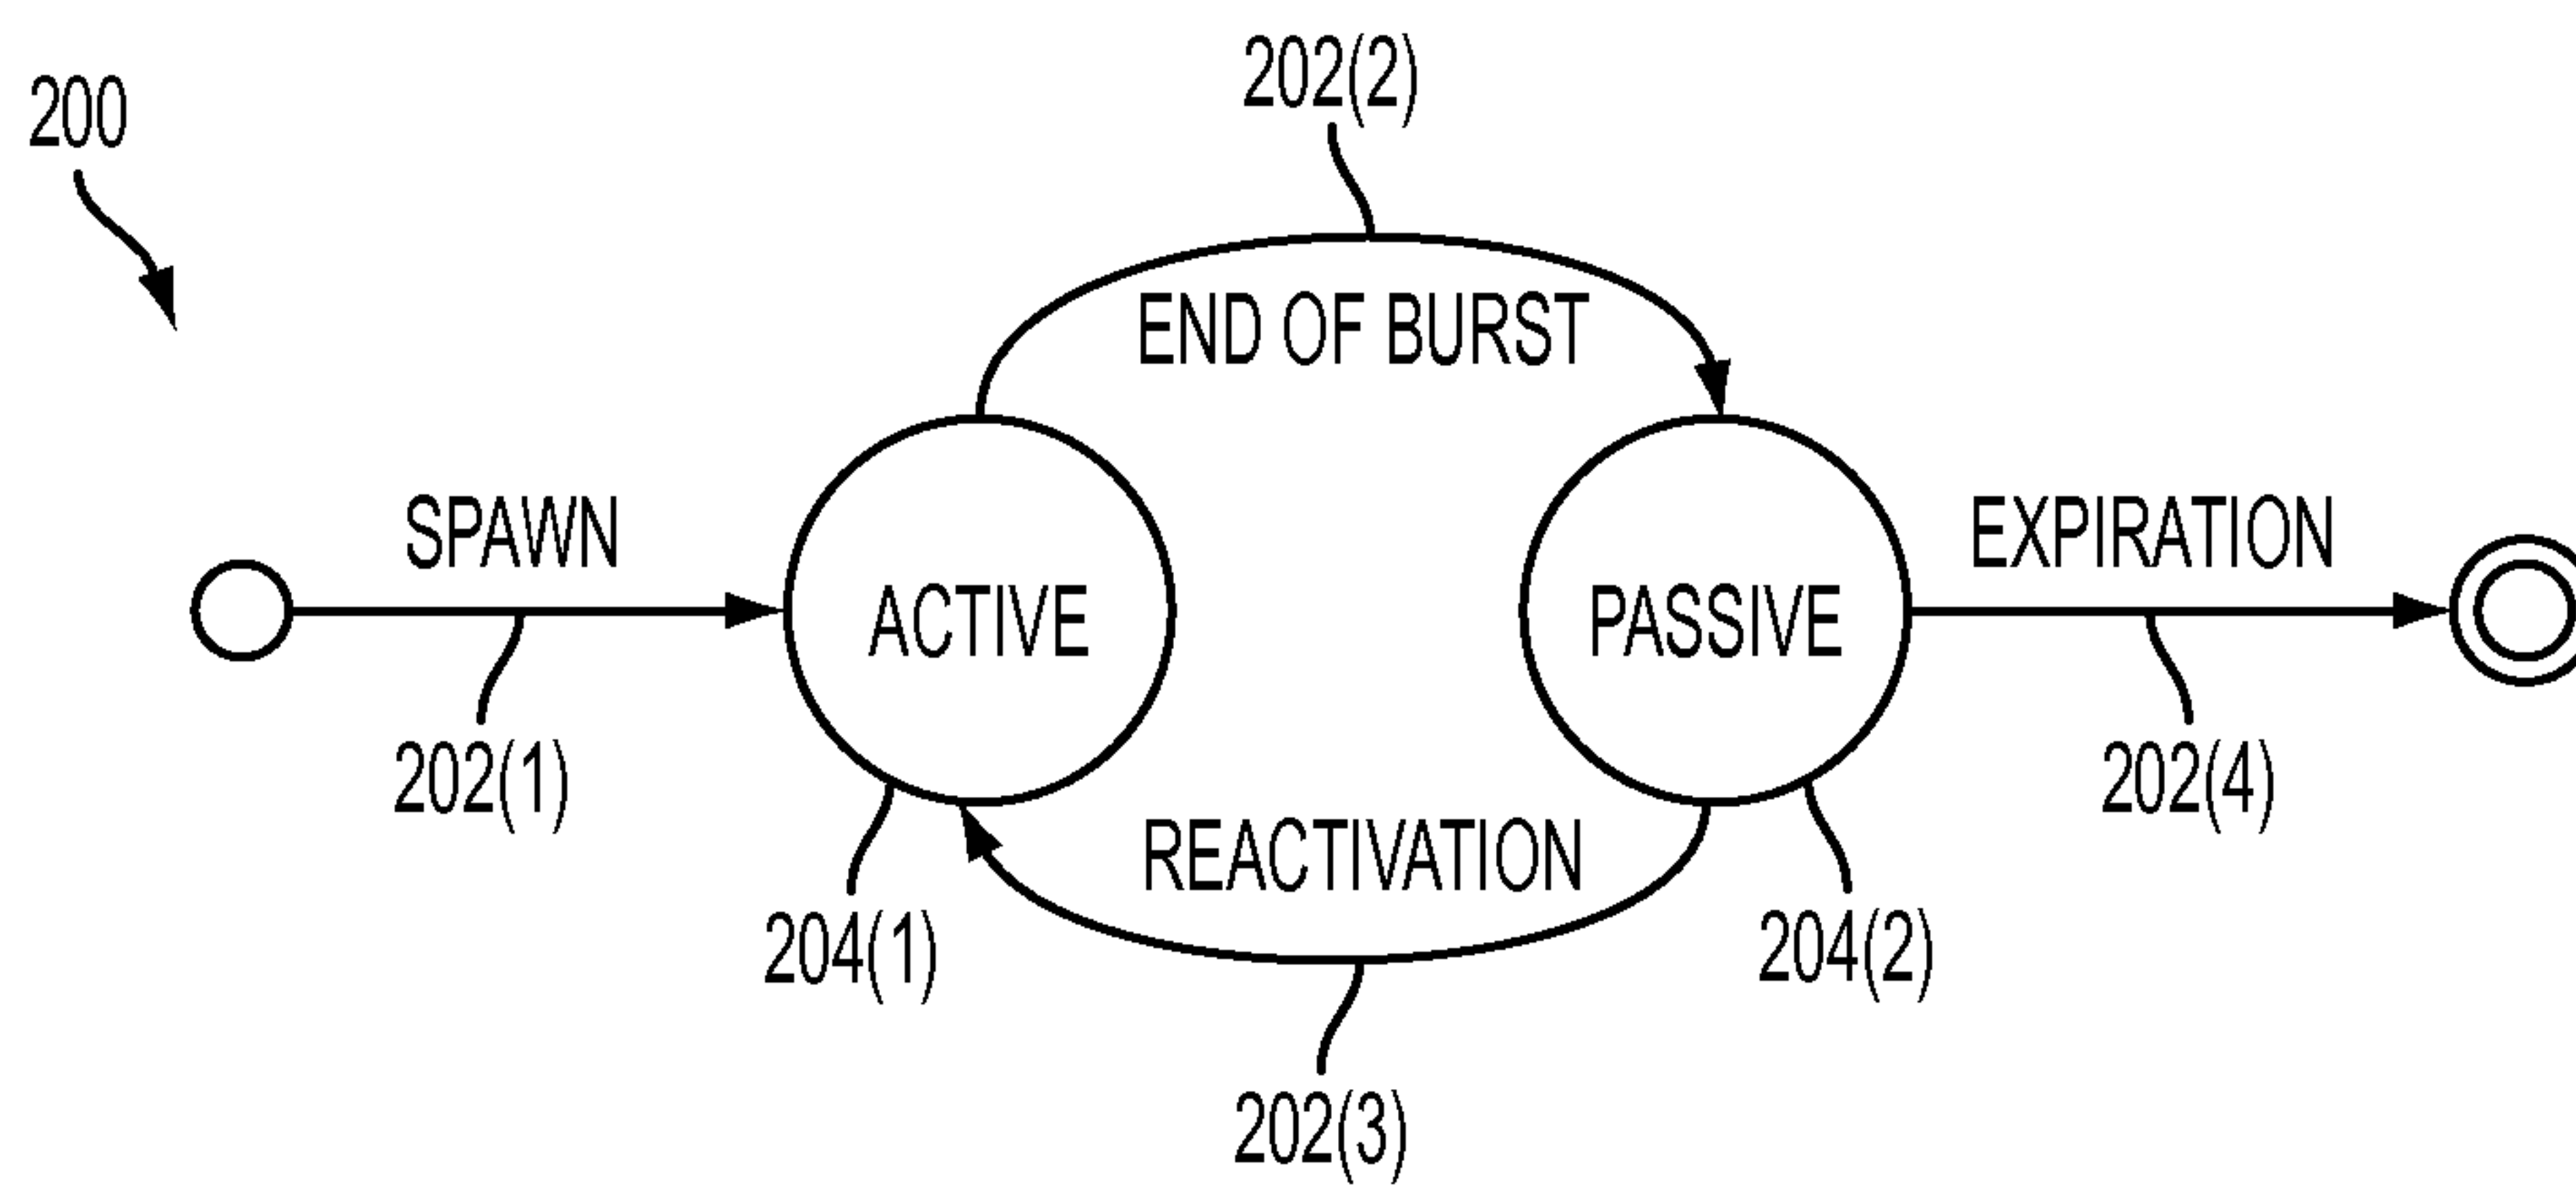 202(2)
200
END OF BURST
SPAWN
EXPIRATION
ACTIVE
PASSIVE
202(1)
202(4)
REACTIVATION
204(1)
204(2)
202(3)